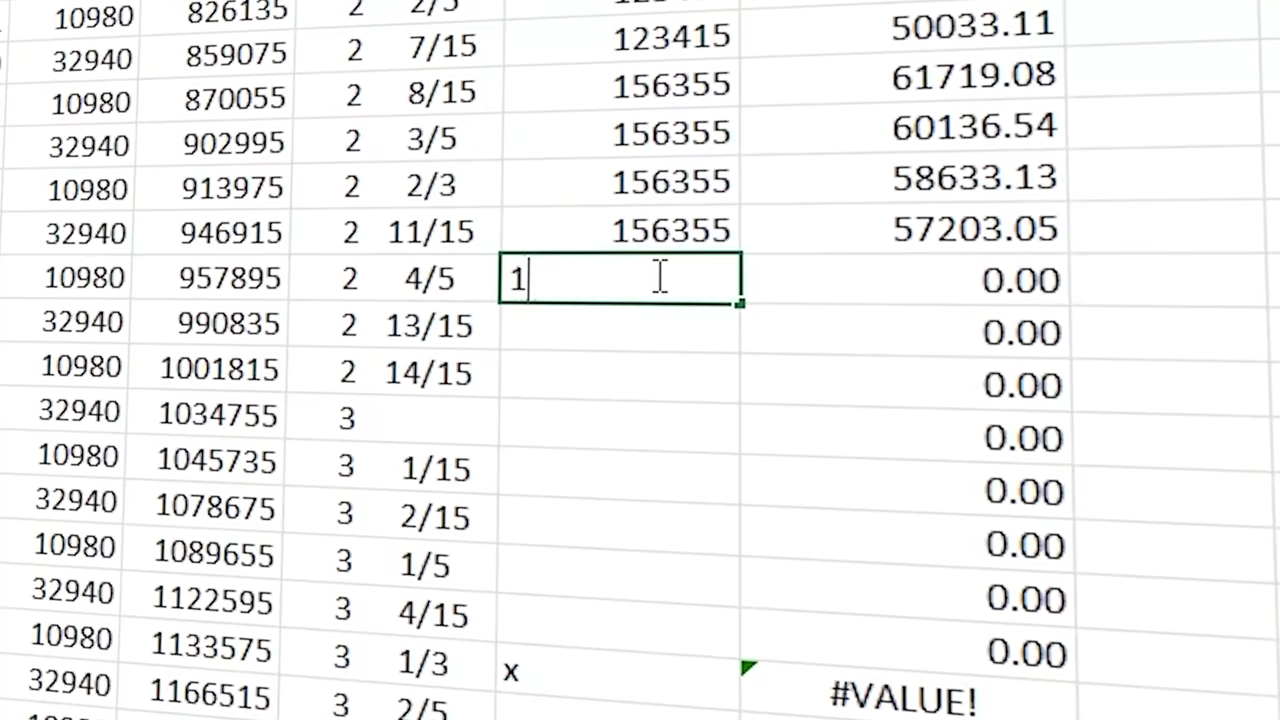 10980 826135 2 2/5
32940 859075 2 7/15 123415 50033.11
10980 870055 2 8/15 156355 61719.08
32940 902995 2 3/5 156355 60136.54
10980 913975 2 2/3 156355 58633.13
32940 946915 2 11/15 156355 57203.05
10980 957895 2 4/5 1 0.00
32940 990835 2 13/15 0.00
10980 1001815 2 14/15 0.00
32940 1034755 3 0.00
10980 1045735 3 1/15 0.00
32940 1078675 3 2/15 0.00
10980 1089655 3 1/5 0.00
32940 1122595 3 4/15 0.00
10980 1133575 3 1/3 x #VALUE!
32940 1166515 3 2/5